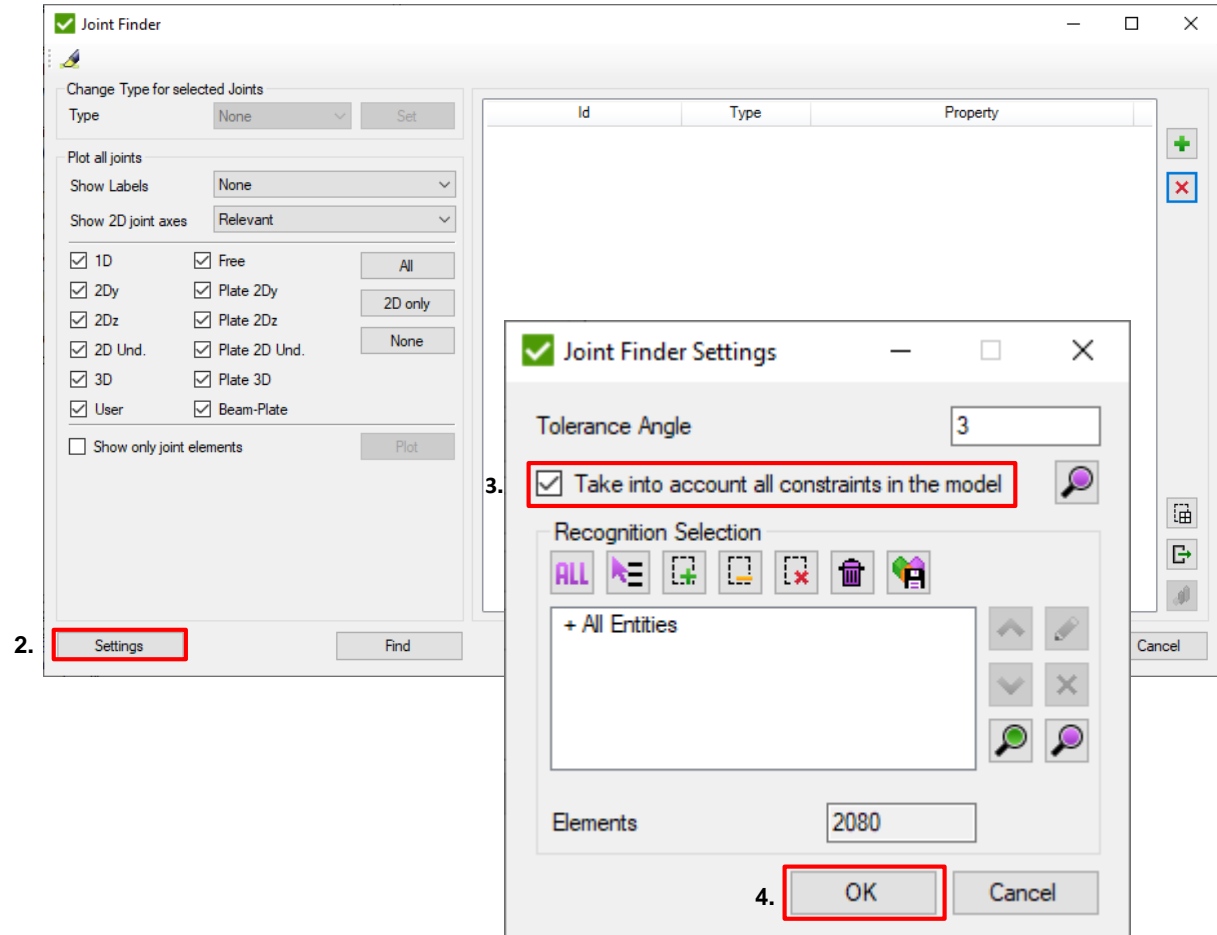 Joint Finder
Change Type for selected Joints
Type None Set
Plot all joints
Show Labels None
Show 2D joint axes Relevant
1D Free All
2Dy Plate 2Dy
2D only
2Dz Plate 2Dz
2D Und. Plate 2D Und. None
3D Plate 3D
User Beam-Plate
Show only joint elements Plot
2. Settings Find
Id Type Property
Cancel
Joint Finder Settings
Tolerance Angle 3
3. Take into account all constraints in the model
Recognition Selection
ALL
+ All Entities
Elements 2080
4. OK Cancel